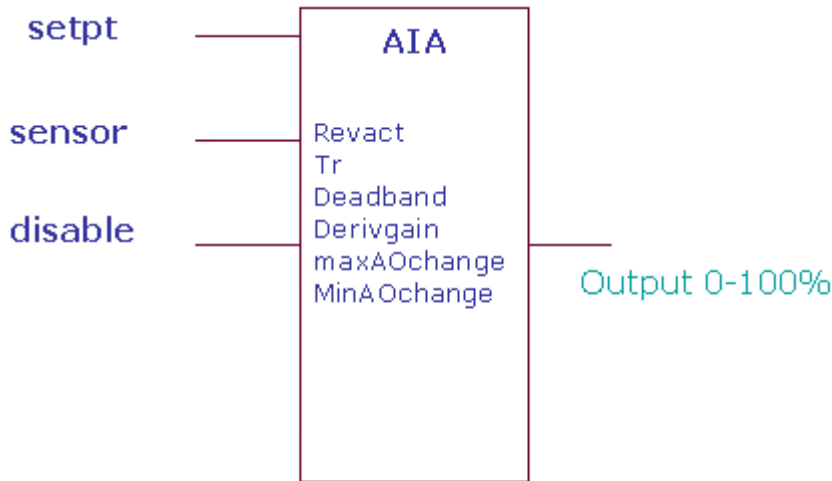 setpt
AIA
sensor
Revact
Tr
Deadband
disable
Derivgain
maxAOchange
MinAOchange
Output 0-100%